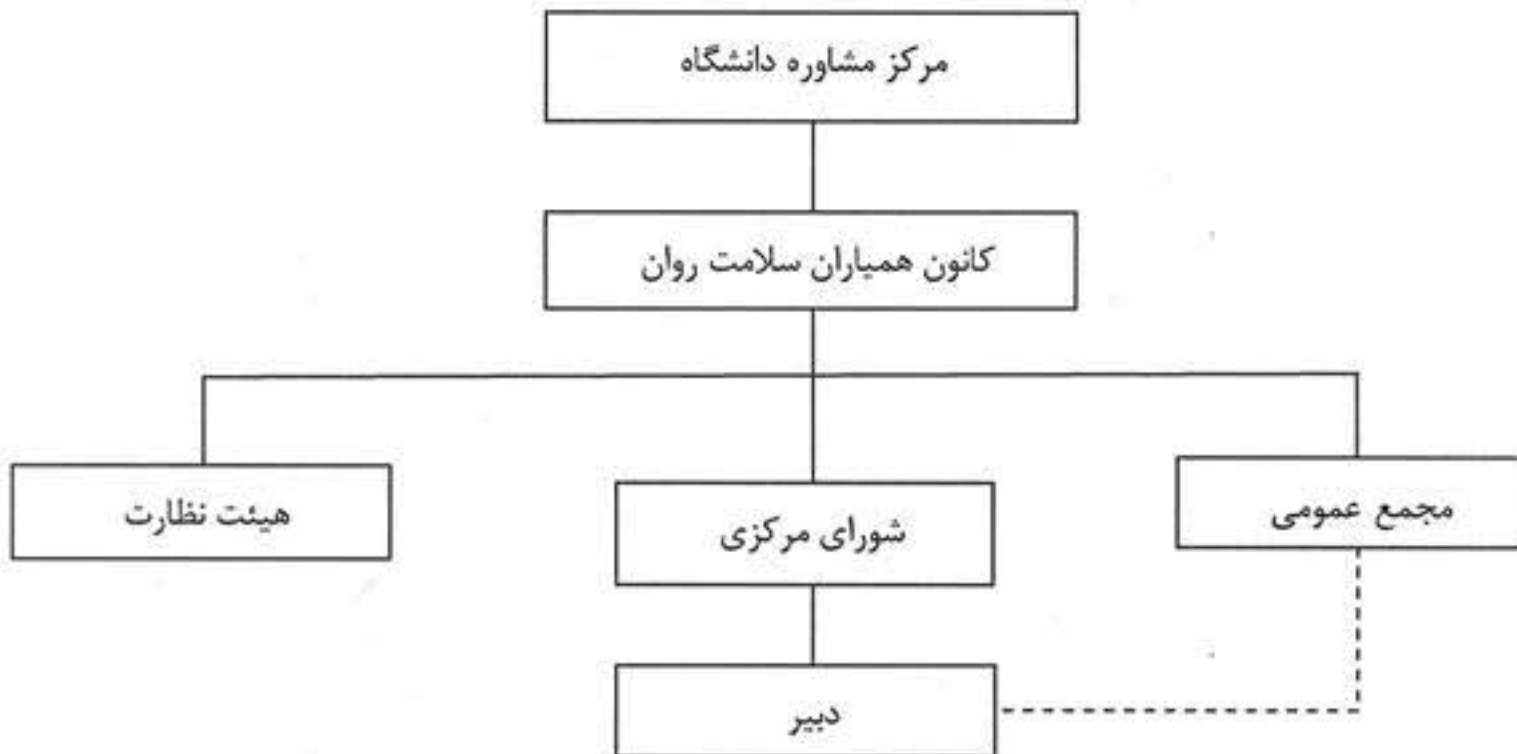 مرکز مشاوره دانشگاه
کانون همیاران سلامت روان
مجمع عمومی
شورای مرکزی
هیئت نظارت
دبیر